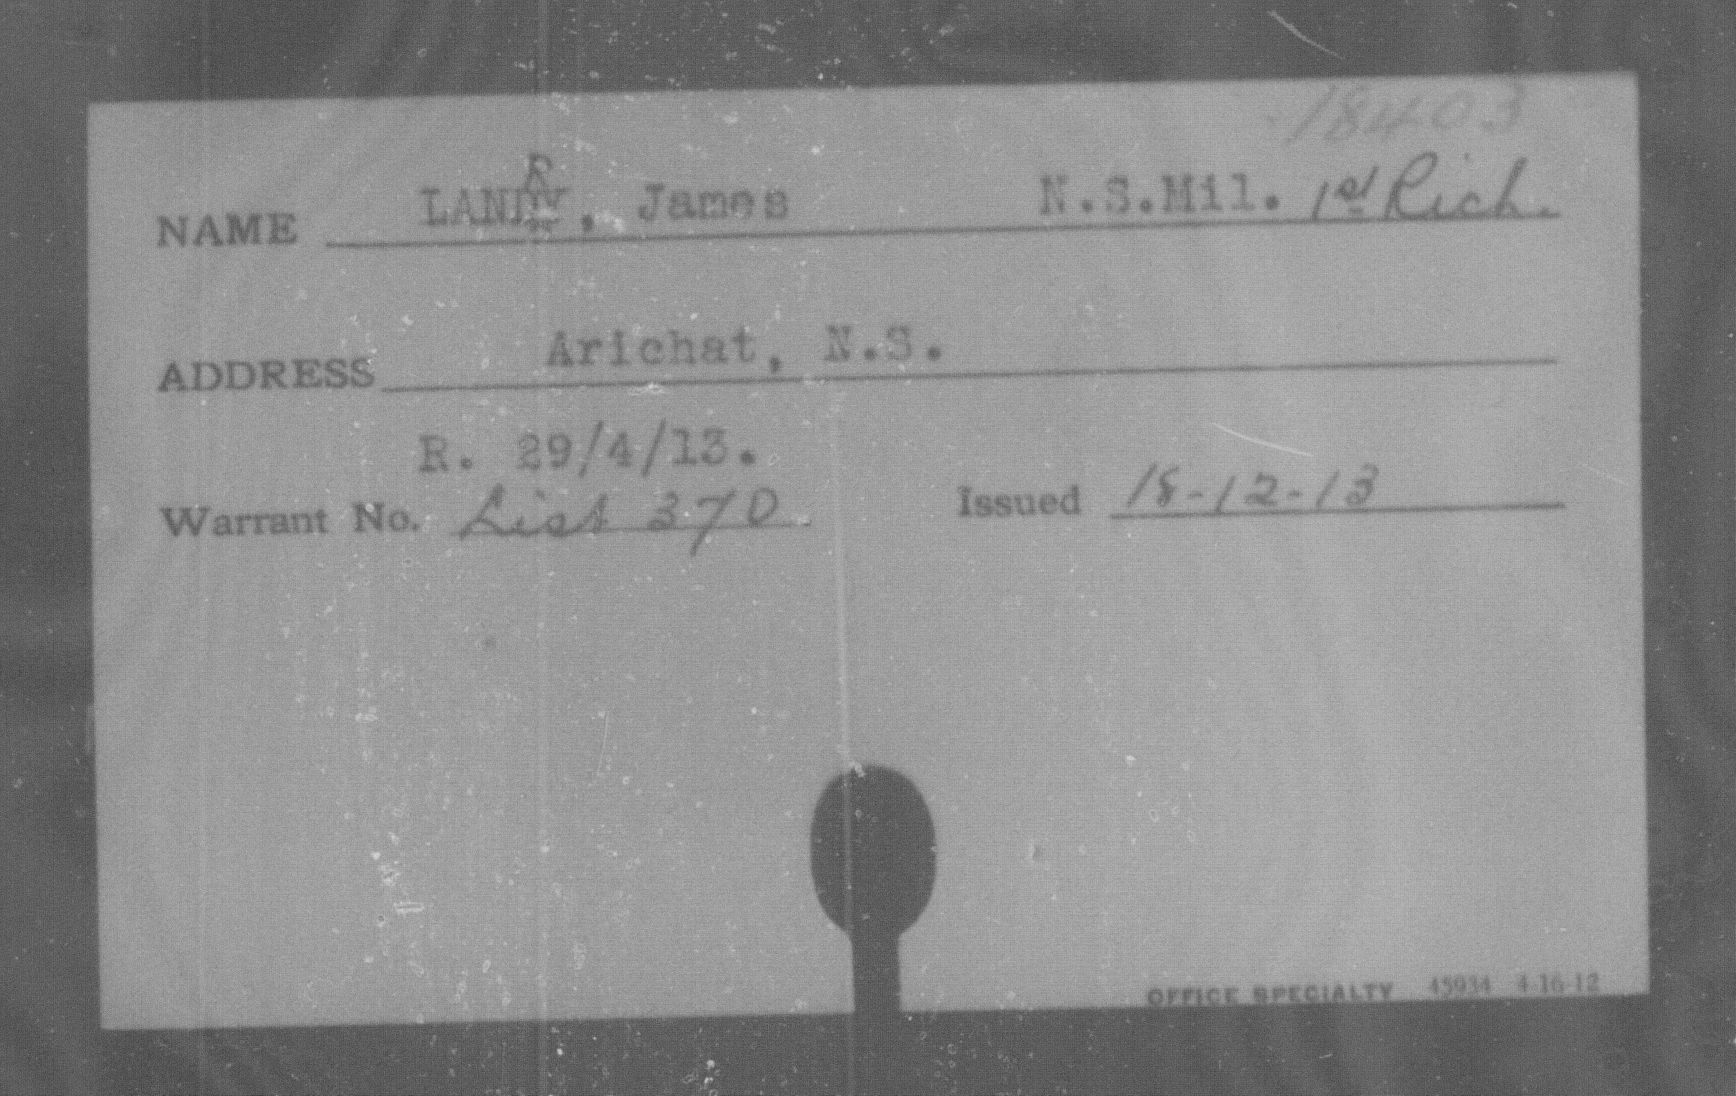 18403
NAME LANDRY, James N.S.Mil. 1st Rich.
ADDRESS Arichat, N.S.
R. 29/4/13.
Warrant No. List 370 Issued 18-12-13
OFFICE SPECIALTY 45934 4-16-12